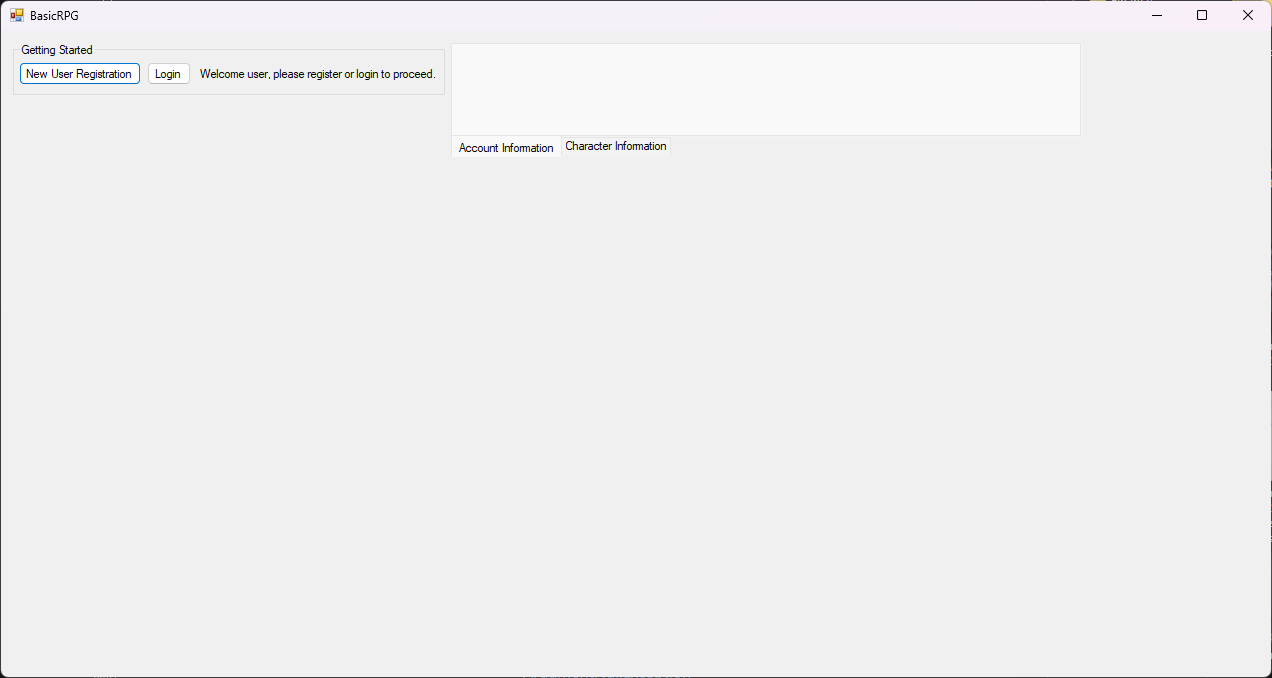 BasicRPG
Getting Started
New User Registration
Login
Welcome user, please register or login to proceed.
Account Information
Character Information